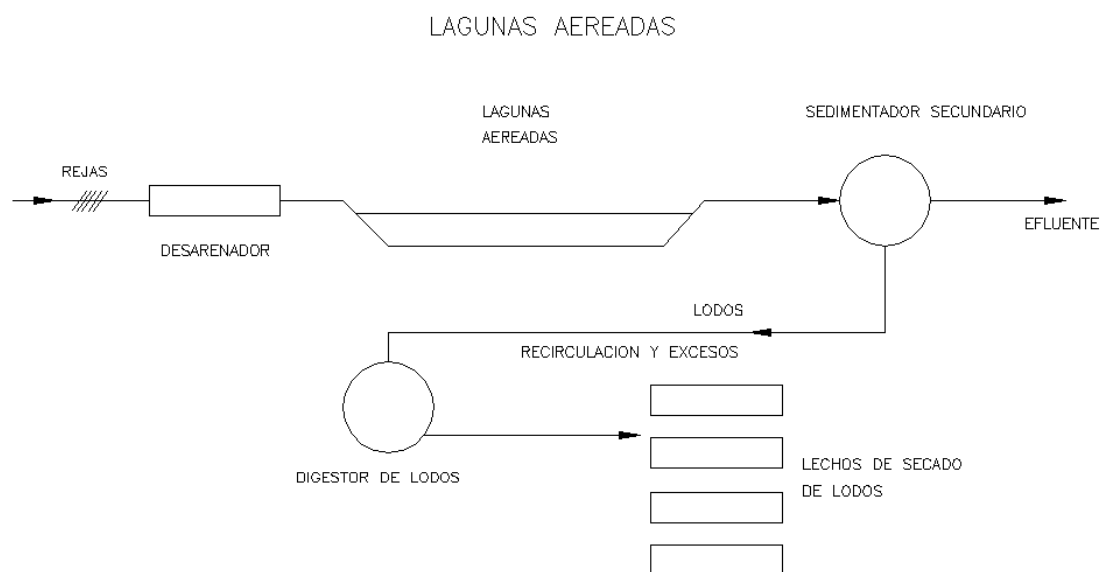 LAGUNAS AEREADAS
LAGUNAS
AEREADAS
SEDIMENTADOR SECUNDARIO
REJAS
DESARENADOR
EFLUENTE
LODOS
RECIRCULACION Y EXCESOS
DIGESTOR DE LODOS
LECHOS DE SECADO
DE LODOS